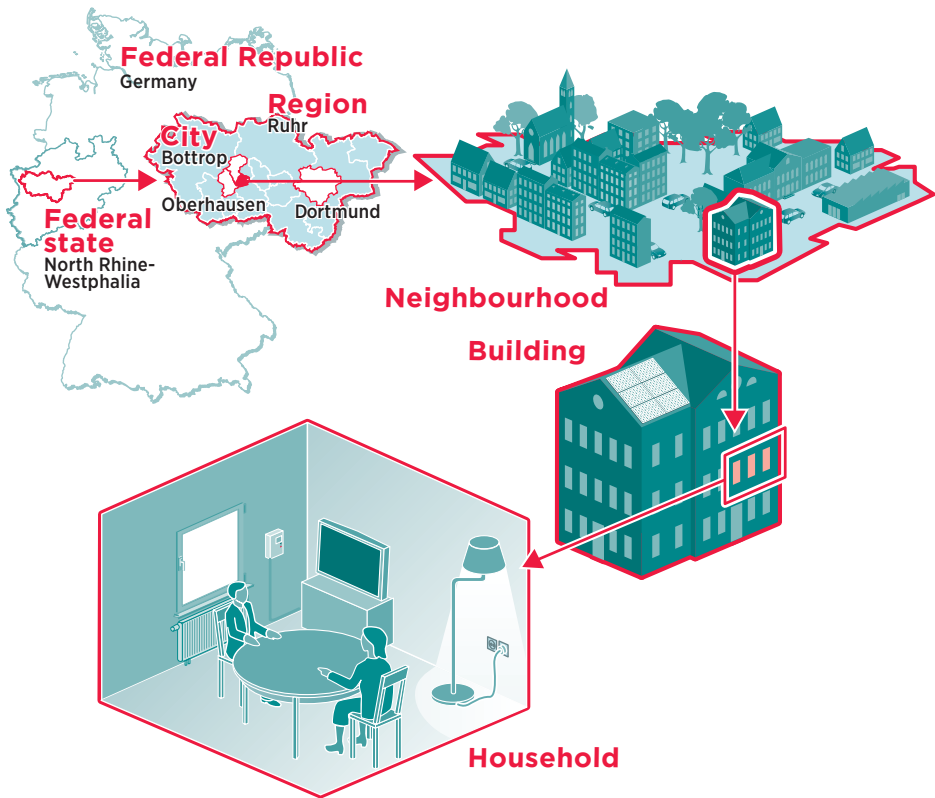 Federal Republic
Germany
Region
Ruhr
City
Bottrop
Oberhausen
Dortmund
Federal
state
North Rhine-
Westphalia
Neighbourhood
Building
Household